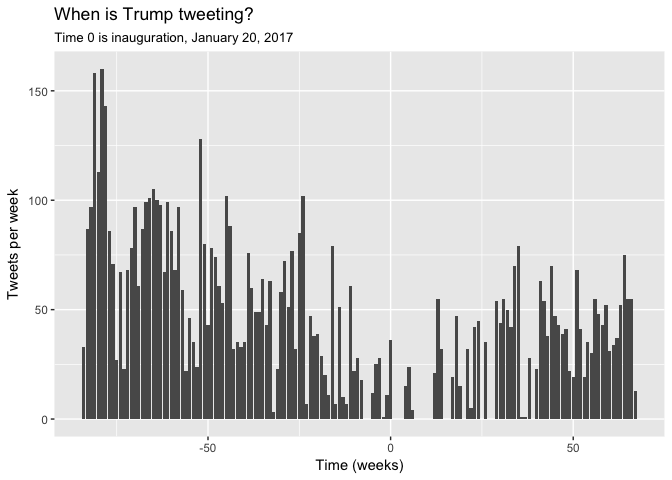 When is Trump tweeting?
Time 0 is inauguration, January 20, 2017
150
100
50
0
Tweets per week
-50 0 50
Time (weeks)